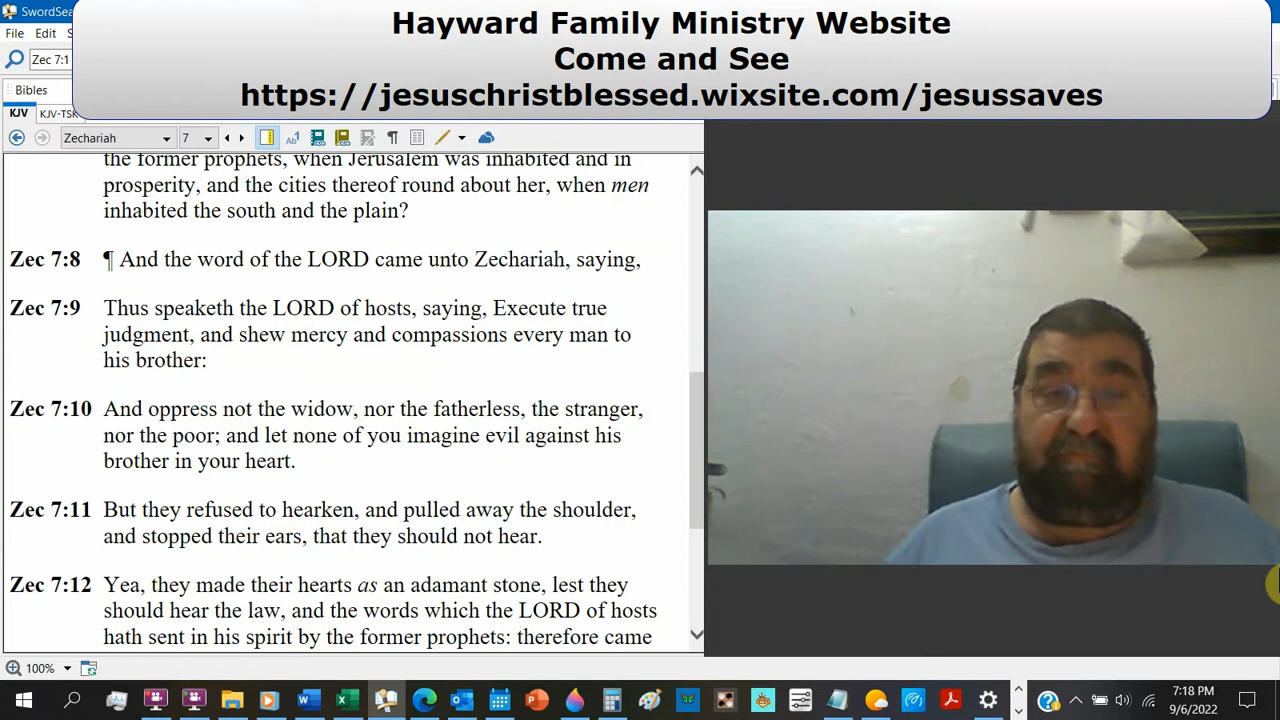 SwordSea
File Edit S
Zec 7:1
Hayward Family Ministry Website
Come and See
https://jesuschristblessed.wixsite.com/jesussaves
Bibles
KJV KJV-TSK
Zechariah 7
the former prophets, when Jerusalem was inhabited and in
prosperity, and the cities thereof round about her, when men
inhabited the south and the plain?
Zec 7:8 ¶ And the word of the LORD came unto Zechariah, saying,
Zec 7:9 Thus speaketh the LORD of hosts, saying, Execute true
judgment, and shew mercy and compassions every man to
his brother:
Zec 7:10 And oppress not the widow, nor the fatherless, the stranger,
nor the poor; and let none of you imagine evil against his
brother in your heart.
Zec 7:11 But they refused to hearken, and pulled away the shoulder,
and stopped their ears, that they should not hear.
Zec 7:12 Yea, they made their hearts as an adamant stone, lest they
should hear the law, and the words which the LORD of hosts
hath sent in his spirit by the former prophets: therefore came
100%
7:18 PM
9/6/2022